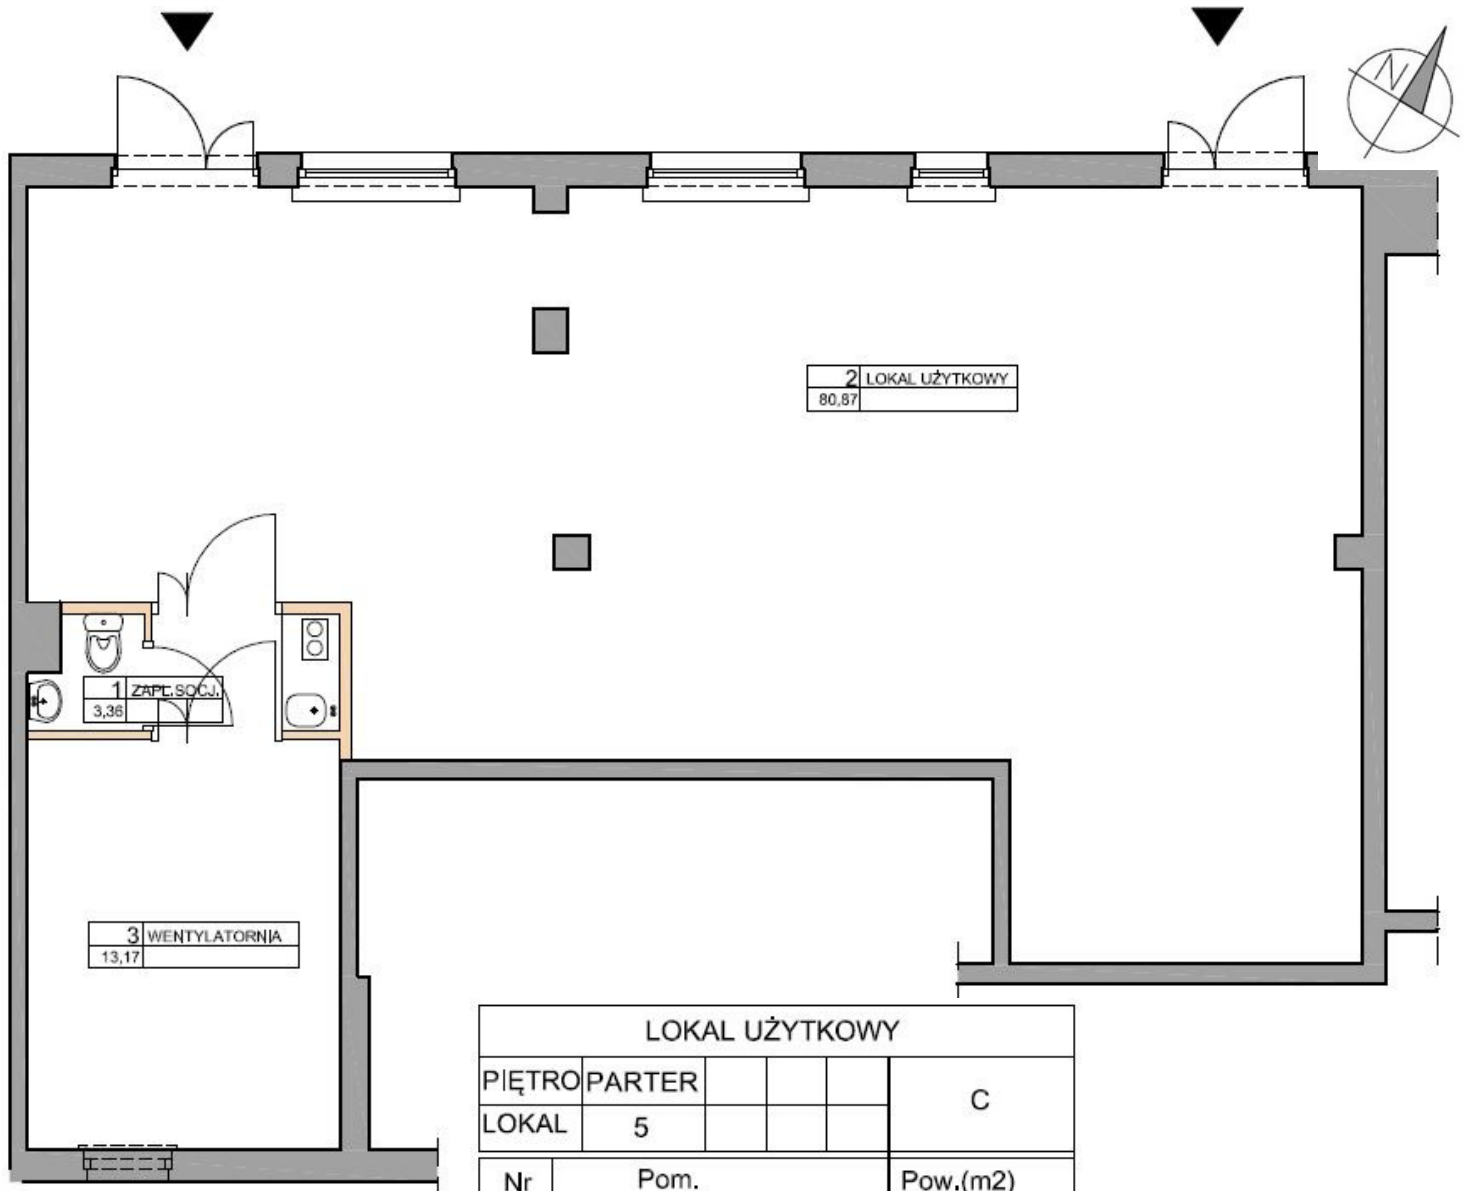 N
2 LOKAL UŻYTKOWY
80,87
1 ZAPL.SOCJ.
3,36
3 WENTYLATORNIA
13,17
LOKAL UŻYTKOWY
PIĘTRO PARTER
C
LOKAL 5
Nr Pom. Pow.(m2)